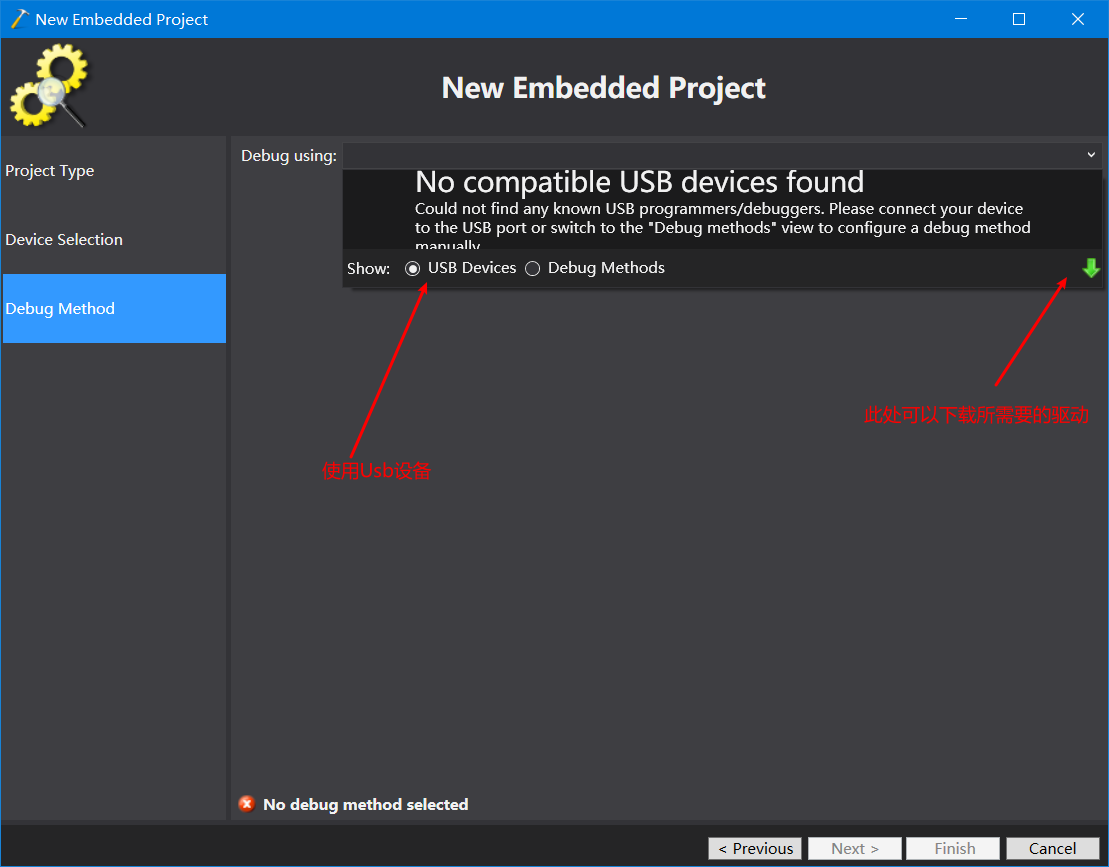 New Embedded Project
New Embedded Project
Project Type
Device Selection
Debug Method
Debug using:
No compatible USB devices found
Could not find any known USB programmers/debuggers. Please connect your device
to the USB port or switch to the "Debug methods" view to configure a debug method
manually.
Show: USB Devices Debug Methods
此处可以下载所需要的驱动
使用Usb设备
No debug method selected
< Previous Next > Finish Cancel